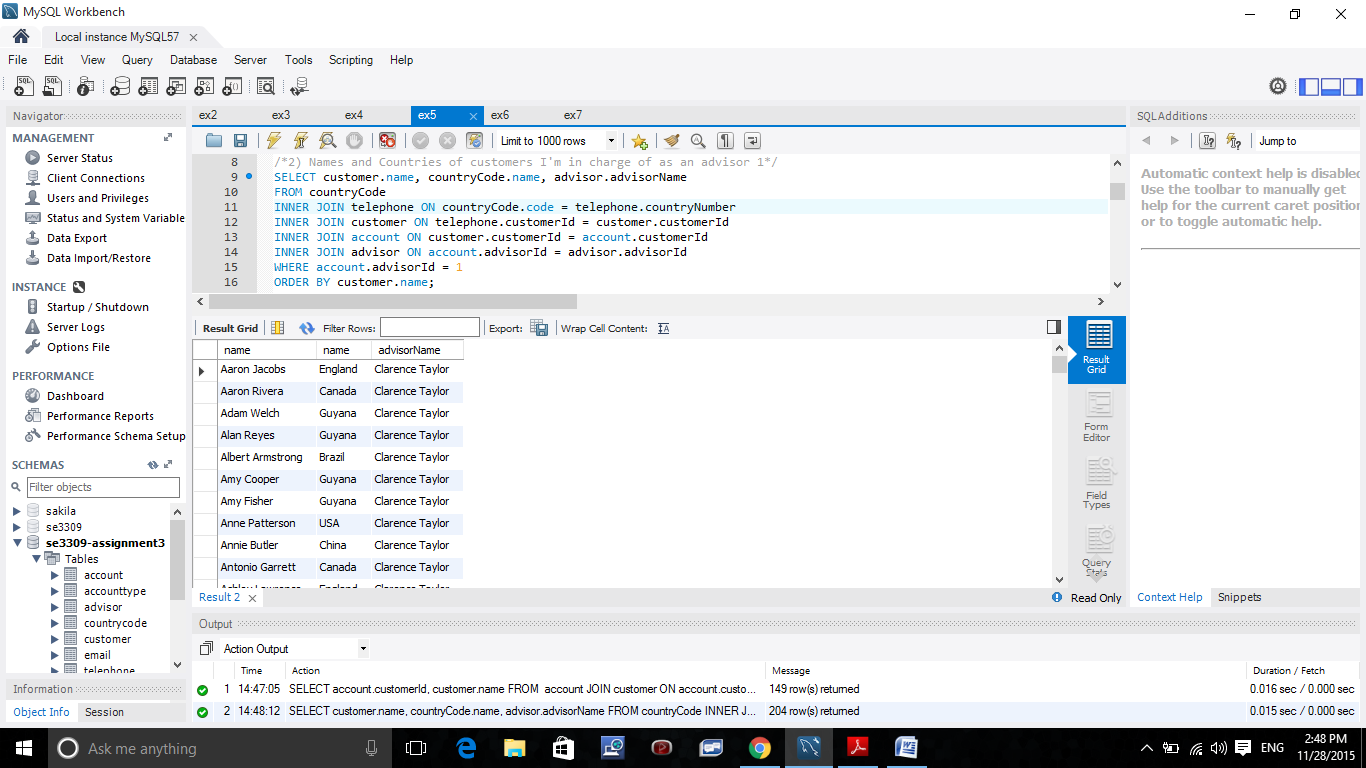 MySQL Workbench
Local instance MySQL57
File Edit View Query Database Server Tools Scripting Help
Navigator
MANAGEMENT
Server Status
Client Connections
Users and Privileges
Status and System Variable
Data Export
Data Import/Restore
INSTANCE
Startup / Shutdown
Server Logs
Options File
PERFORMANCE
Dashboard
Performance Reports
Performance Schema Setup
SCHEMAS
Filter objects
sakila
se3309
se3309-assignment3
Tables
account
accounttype
advisor
countrycode
customer
email
telephone
Information
Object Info Session
ex2 ex3 ex4 ex5 ex6 ex7
Limit to 1000 rows
8 /*2) Names and Countries of customers I'm in charge of as an advisor 1*/
9 SELECT customer.name, countryCode.name, advisor.advisorName
10 FROM countryCode
11 INNER JOIN telephone ON countryCode.code = telephone.countryNumber
12 INNER JOIN customer ON telephone.customerId = customer.customerId
13 INNER JOIN account ON customer.customerId = account.customerId
14 INNER JOIN advisor ON account.advisorId = advisor.advisorId
15 WHERE account.advisorId = 1
16 ORDER BY customer.name;
Result Grid Filter Rows: Export: Wrap Cell Content:
name name advisorName
Aaron Jacobs England Clarence Taylor
Aaron Rivera Canada Clarence Taylor
Adam Welch Guyana Clarence Taylor
Alan Reyes Guyana Clarence Taylor
Albert Armstrong Brazil Clarence Taylor
Amy Cooper Guyana Clarence Taylor
Amy Fisher Guyana Clarence Taylor
Anne Patterson USA Clarence Taylor
Annie Butler China Clarence Taylor
Antonio Garrett Canada Clarence Taylor
Result Grid
Form Editor
Field Types
Query Stats
Result 2
Read Only
SQLAdditions
Jump to
Automatic context help is disabled
Use the toolbar to manually get
help for the current caret position
or to toggle automatic help.
Context Help Snippets
Output
Action Output
Time Action Message Duration / Fetch
1 14:47:05 SELECT account.customerId, customer.name FROM account JOIN customer ON account.custo... 149 row(s) returned 0.016 sec / 0.000 sec
2 14:48:12 SELECT customer.name, countryCode.name, advisor.advisorName FROM countryCode INNER J... 204 row(s) returned 0.015 sec / 0.000 sec
Ask me anything
ENG
2:48 PM
11/28/2015